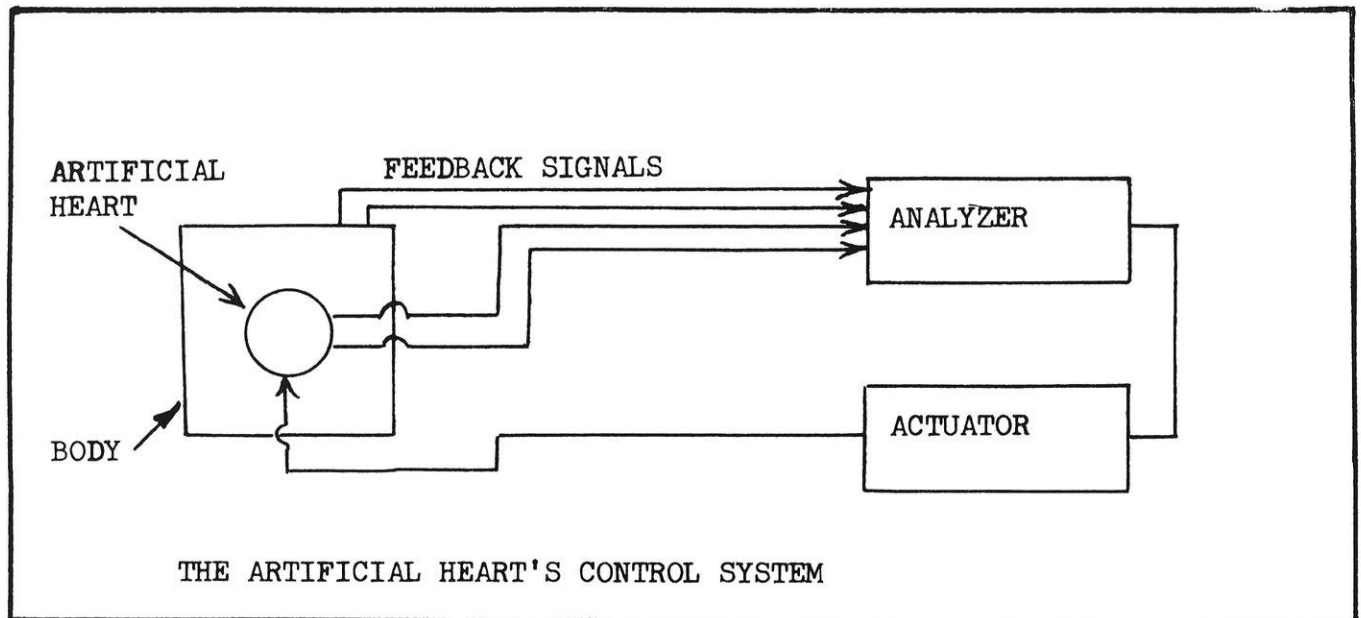 ARTIFICIAL
HEART
FEEDBACK SIGNALS
ANALYZER
BODY
ACTUATOR
THE ARTIFICIAL HEART'S CONTROL SYSTEM